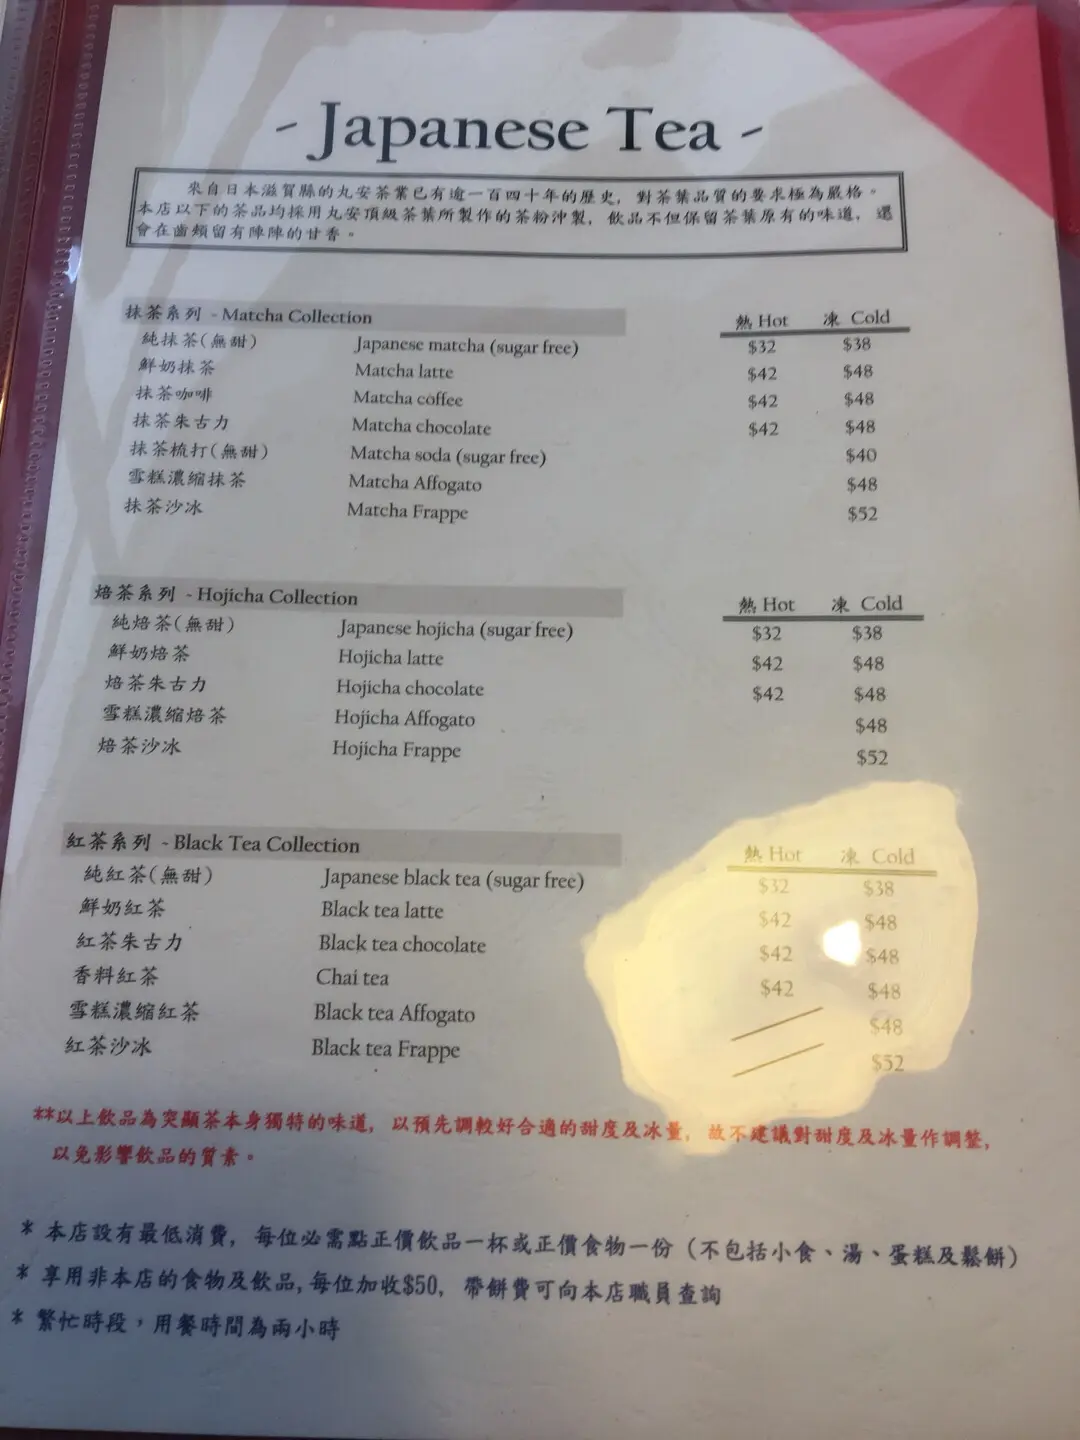 - Japanese Tea -
來自日本滋賀縣的丸安茶業已有逾一百四十年的歷史，對茶葉品質的要求極為嚴格。
本店以下的茶品均採用丸安頂級茶葉所製作的茶粉沖製，飲品不但保留茶葉原有的味道，還
會在齒頰留有陣陣的甘香。
抹茶系列 - Matcha Collection 熱 Hot 凍 Cold
純抹茶(無甜) Japanese matcha (sugar free) $32 $38
鮮奶抹茶 Matcha latte $42 $48
抹茶咖啡 Matcha coffee $42 $48
抹茶朱古力 Matcha chocolate $42 $48
抹茶梳打(無甜) Matcha soda (sugar free) $40
雪糕濃縮抹茶 Matcha Affogato $48
抹茶沙冰 Matcha Frappe $52
焙茶系列 - Hojicha Collection 熱 Hot 凍 Cold
純焙茶(無甜) Japanese hojicha (sugar free) $32 $38
鮮奶焙茶 Hojicha latte $42 $48
焙茶朱古力 Hojicha chocolate $42 $48
雪糕濃縮焙茶 Hojicha Affogato $48
焙茶沙冰 Hojicha Frappe $52
紅茶系列 - Black Tea Collection 熱 Hot 凍 Cold
純紅茶(無甜) Japanese black tea (sugar free) $32 $38
鮮奶紅茶 Black tea latte $42 $48
紅茶朱古力 Black tea chocolate $42 $48
香料紅茶 Chai tea $42 $48
雪糕濃縮紅茶 Black tea Affogato $48
紅茶沙冰 Black tea Frappe $52
**以上飲品為突顯茶本身獨特的味道，以預先調較好合適的甜度及冰量，故不建議對甜度及冰量作調整，
以免影響飲品的質素。
* 本店設有最低消費，每位必需點正價飲品一杯或正價食物一份（不包括小食、湯、蛋糕及鬆餅）
* 享用非本店的食物及飲品,每位加收$50，帶餅費可向本店職員查詢
* 繁忙時段，用餐時間為兩小時